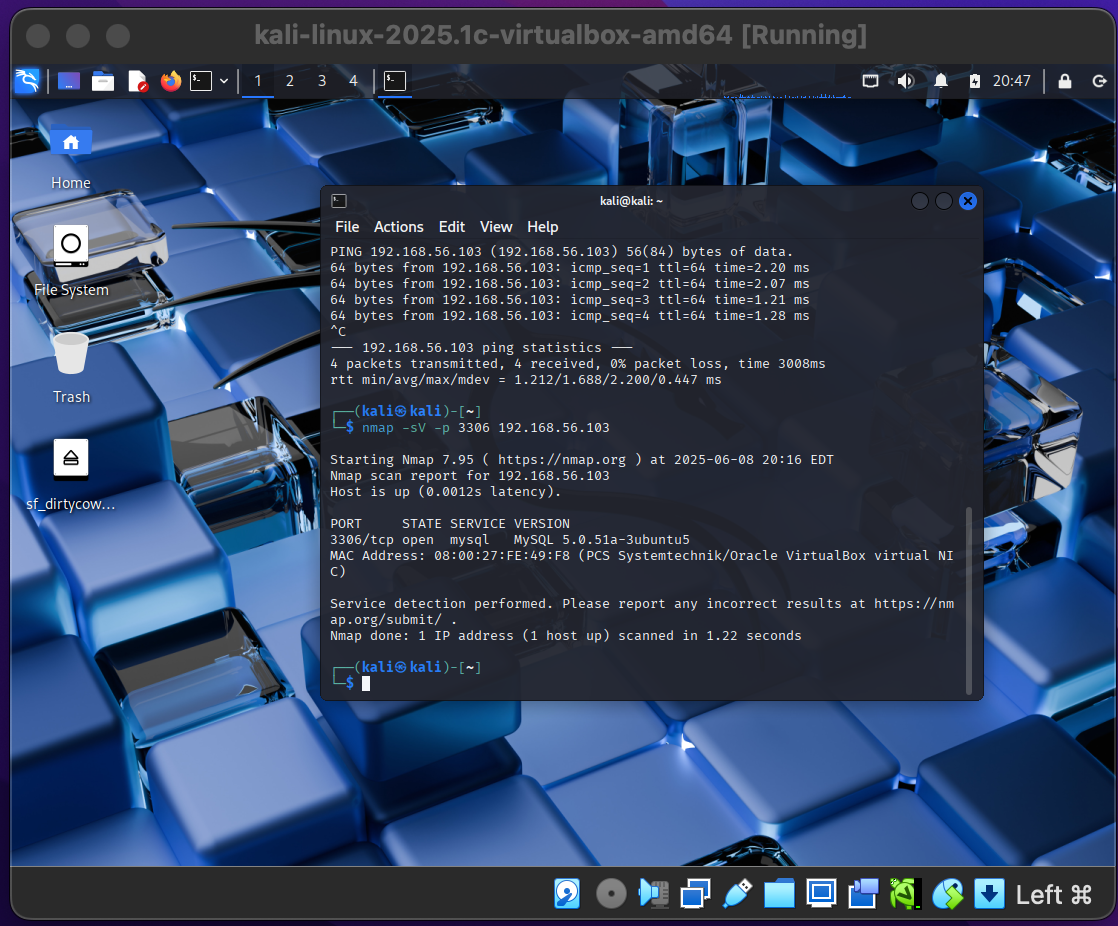 kali-linux-2025.1c-virtualbox-amd64 [Running]
1 2 3 4
20:47
Home
File System
Trash
sf_dirtycow...
kali@kali: ~
File Actions Edit View Help
PING 192.168.56.103 (192.168.56.103) 56(84) bytes of data.
64 bytes from 192.168.56.103: icmp_seq=1 ttl=64 time=2.20 ms
64 bytes from 192.168.56.103: icmp_seq=2 ttl=64 time=2.07 ms
64 bytes from 192.168.56.103: icmp_seq=3 ttl=64 time=1.21 ms
64 bytes from 192.168.56.103: icmp_seq=4 ttl=64 time=1.28 ms
^C
--- 192.168.56.103 ping statistics ---
4 packets transmitted, 4 received, 0% packet loss, time 3008ms
rtt min/avg/max/mdev = 1.212/1.688/2.200/0.447 ms
┌──(kali㉿kali)-[~]
└─$ nmap -sV -p 3306 192.168.56.103
Starting Nmap 7.95 ( https://nmap.org ) at 2025-06-08 20:16 EDT
Nmap scan report for 192.168.56.103
Host is up (0.0012s latency).
PORT     STATE SERVICE VERSION
3306/tcp open  mysql   MySQL 5.0.51a-3ubuntu5
MAC Address: 08:00:27:FE:49:F8 (PCS Systemtechnik/Oracle VirtualBox virtual NI
C)
Service detection performed. Please report any incorrect results at https://nm
ap.org/submit/ .
Nmap done: 1 IP address (1 host up) scanned in 1.22 seconds
┌──(kali㉿kali)-[~]
└─$
Left ⌘